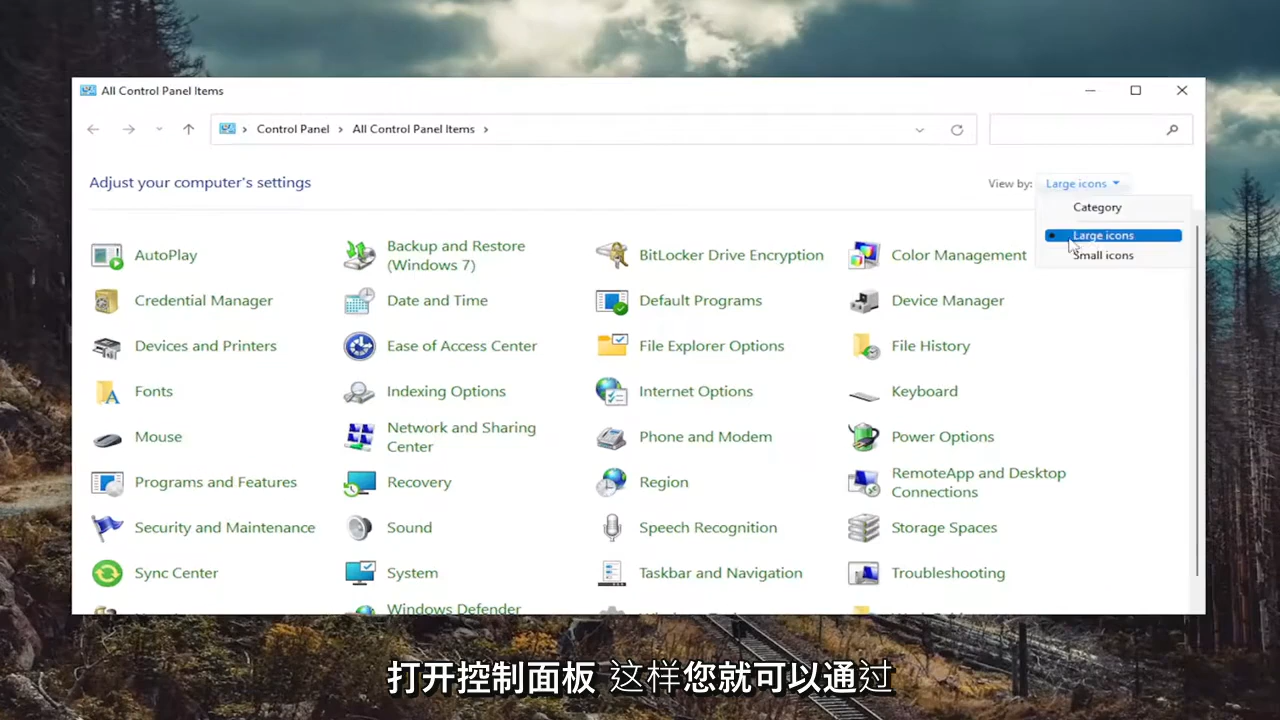 All Control Panel Items
Control Panel > All Control Panel Items >
Adjust your computer's settings
View by: Large icons
Category
Large icons
Small icons
AutoPlay
Backup and Restore
(Windows 7)
BitLocker Drive Encryption
Color Management
Credential Manager
Date and Time
Default Programs
Device Manager
Devices and Printers
Ease of Access Center
File Explorer Options
File History
Fonts
Indexing Options
Internet Options
Keyboard
Mouse
Network and Sharing
Center
Phone and Modem
Power Options
Programs and Features
Recovery
Region
RemoteApp and Desktop
Connections
Security and Maintenance
Sound
Speech Recognition
Storage Spaces
Sync Center
System
Taskbar and Navigation
Troubleshooting
Windows Defender
打开控制面板 这样您就可以通过